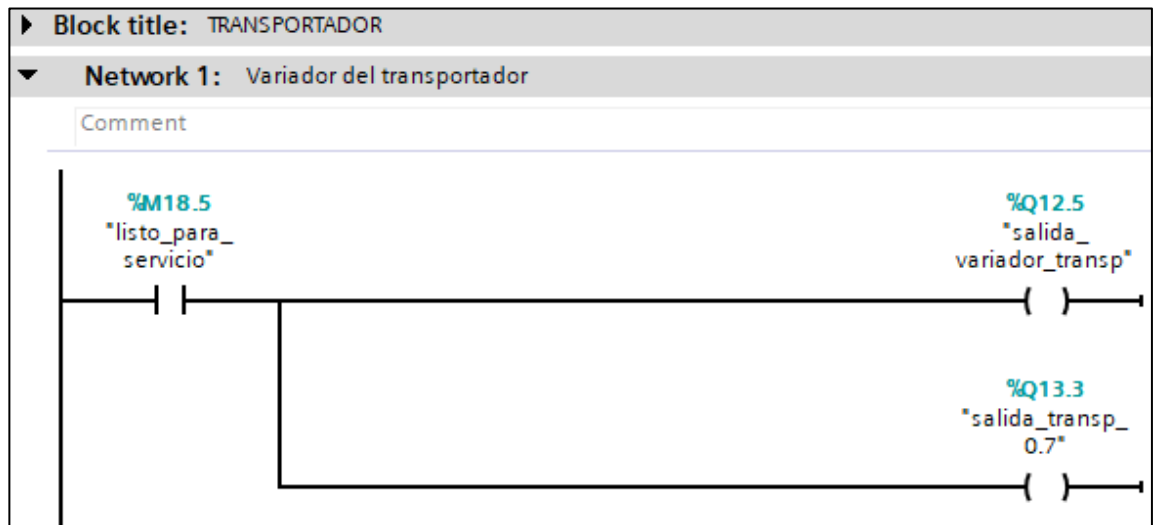 Block title: TRANSPORTADOR
Network 1: Variador del transportador
Comment
%M18.5
"listo_para_
servicio"
%Q12.5
"salida_
variador_transp"
%Q13.3
"salida_transp_
0.7"